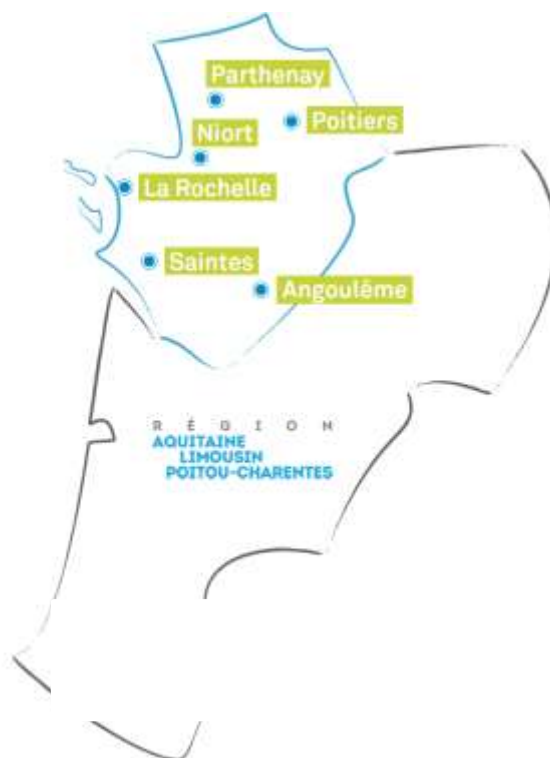 Parthenay
Poitiers
Niort
La Rochelle
Saintes
Angoulême
RÉGION
AQUITAINE
LIMOUSIN
POITOU-CHARENTES